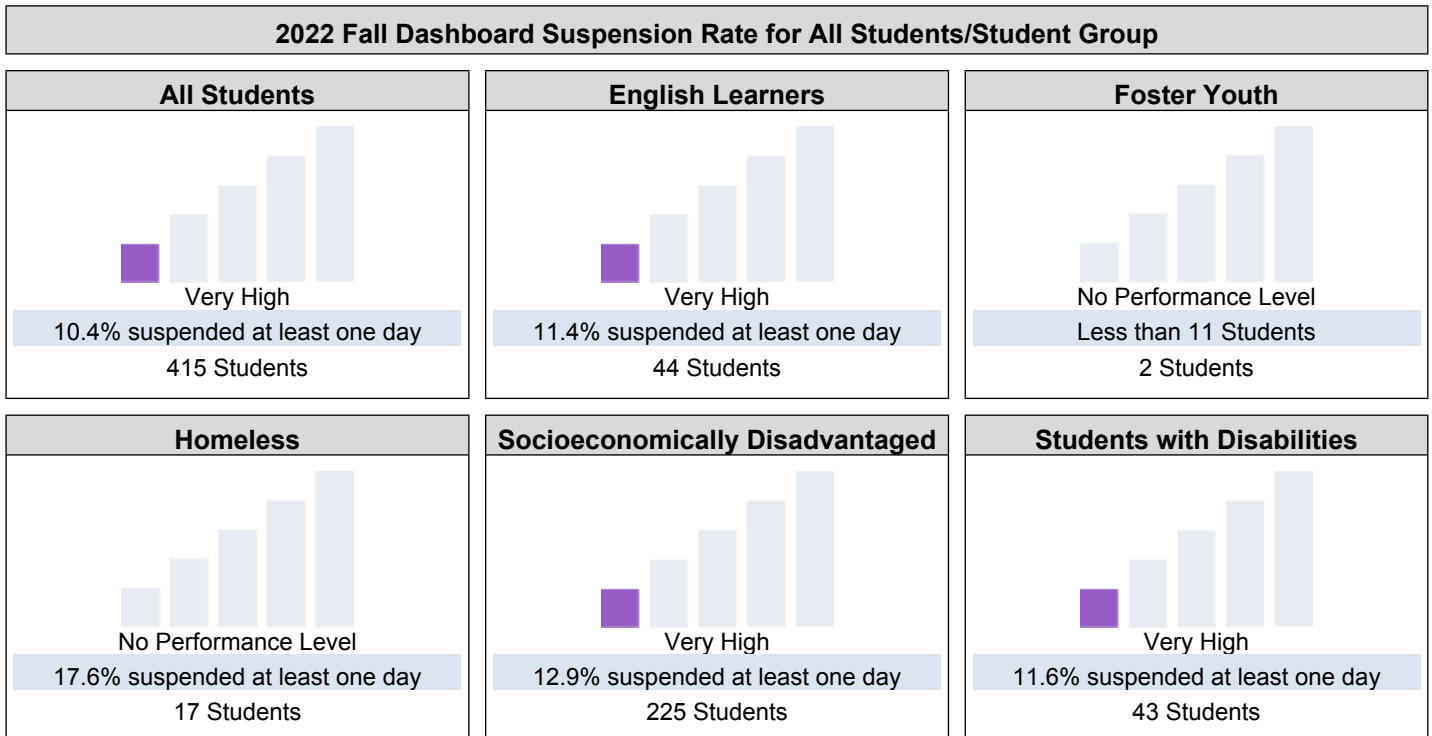 2022 Fall Dashboard Suspension Rate for All Students/Student Group
All Students
Very High
10.4% suspended at least one day
415 Students
English Learners
Very High
11.4% suspended at least one day
44 Students
Foster Youth
No Performance Level
Less than 11 Students
2 Students
Homeless
No Performance Level
17.6% suspended at least one day
17 Students
Socioeconomically Disadvantaged
Very High
12.9% suspended at least one day
225 Students
Students with Disabilities
Very High
11.6% suspended at least one day
43 Students